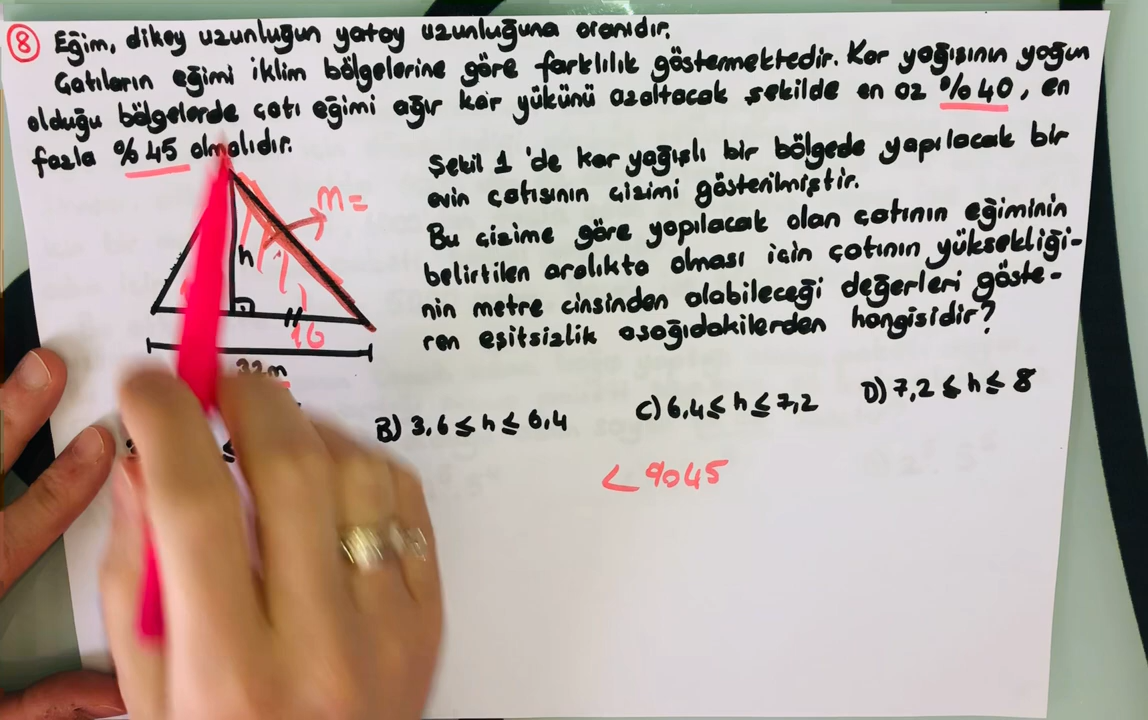 8 Eğim, dikey uzunluğun yatay uzunluğuna oranıdır.
Çatıların eğimi iklim bölgelerine göre farklılık göstermektedir. Kar yağışının yoğun
olduğu bölgelerde çatı eğimi ağır kar yükünü azaltacak şekilde en az %40, en
fazla %45 olmalıdır.
Şekil 1'de kar yağışlı bir bölgede yapılacak bir
evin çatısının çizimi gösterilmiştir.
Bu çizime göre yapılacak olan çatının eğiminin
belirtilen aralıkta olması için çatının yüksekliği-
nin metre cinsinden alabileceği değerleri göste-
ren eşitsizlik aşağıdakilerden hangisidir?
m=
h
16
32m
B) 3,6 ≤ h ≤ 6,4
C) 6,4 ≤ h ≤ 7,2
D) 7,2 ≤ h ≤ 8
< %45